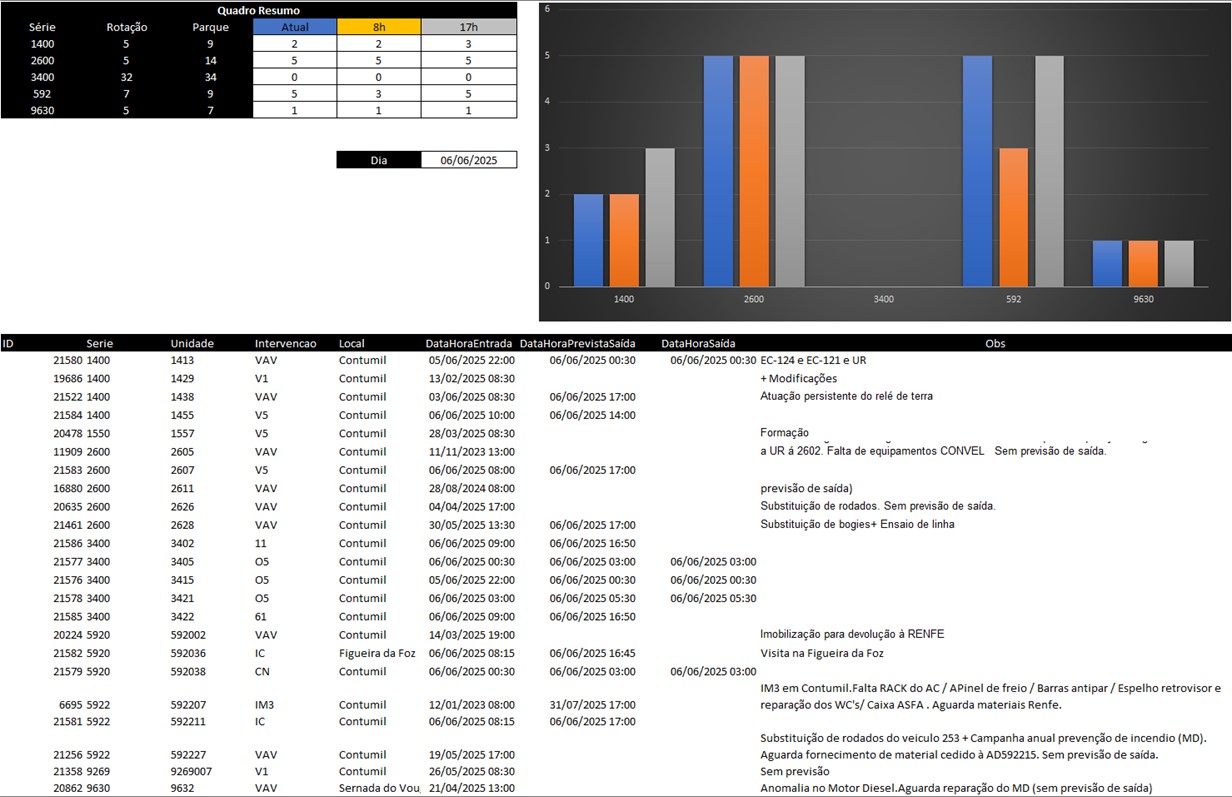 Quadro Resumo
Série Rotação Parque Atual 8h 17h
1400 5 9 2 2 3
2600 5 14 5 5 5
3400 32 34 0 0 0
592 7 9 5 3 5
9630 5 7 1 1 1
Dia 06/06/2025
6
5
4
3
2
1
0
1400 2600 3400 592 9630
ID Serie Unidade Intervencao Local DataHoraEntrada DataHoraPrevistaSaída DataHoraSaída Obs
21580 1400 1413 VAV Contumil 05/06/2025 22:00 06/06/2025 00:30 06/06/2025 00:30 EC-124 e EC-121 e UR
19686 1400 1429 V1 Contumil 13/02/2025 08:30 + Modificações
21522 1400 1438 VAV Contumil 03/06/2025 08:30 06/06/2025 17:00 Atuação persistente do relé de terra
21584 1400 1455 V5 Contumil 06/06/2025 10:00 06/06/2025 14:00
20478 1550 1557 V5 Contumil 28/03/2025 08:30 Formação
11909 2600 2605 VAV Contumil 11/11/2023 13:00 a UR á 2602. Falta de equipamentos CONVEL Sem previsão de saída.
21583 2600 2607 V5 Contumil 06/06/2025 08:00 06/06/2025 17:00
16880 2600 2611 VAV Contumil 28/08/2024 08:00 previsão de saída)
20635 2600 2626 VAV Contumil 04/04/2025 17:00 Substituição de rodados. Sem previsão de saída.
21461 2600 2628 VAV Contumil 30/05/2025 13:30 06/06/2025 17:00 Substituição de bogies+ Ensaio de linha
21586 3400 3402 11 Contumil 06/06/2025 09:00 06/06/2025 16:50
21577 3400 3405 O5 Contumil 06/06/2025 00:30 06/06/2025 03:00 06/06/2025 03:00
21576 3400 3415 O5 Contumil 05/06/2025 22:00 06/06/2025 00:30 06/06/2025 00:30
21578 3400 3421 O5 Contumil 06/06/2025 03:00 06/06/2025 05:30 06/06/2025 05:30
21585 3400 3422 61 Contumil 06/06/2025 09:00 06/06/2025 16:50
20224 5920 592002 VAV Contumil 14/03/2025 19:00 Imobilização para devolução à RENFE
21582 5920 592036 IC Figueira da Foz 06/06/2025 08:15 06/06/2025 16:45 Visita na Figueira da Foz
21579 5920 592038 CN Contumil 06/06/2025 00:30 06/06/2025 03:00 06/06/2025 03:00
IM3 em Contumil.Falta RACK do AC / APinel de freio / Barras antipar / Espelho retrovisor e
6695 5922 592207 IM3 Contumil 12/01/2023 08:00 31/07/2025 17:00 reparação dos WC's/ Caixa ASFA . Aguarda materiais Renfe.
21581 5922 592211 IC Contumil 06/06/2025 08:15 06/06/2025 17:00
Substituição de rodados do veiculo 253 + Campanha anual prevenção de incendio (MD).
21256 5922 592227 VAV Contumil 19/05/2025 17:00 Aguarda fornecimento de material cedido à AD592215. Sem previsão de saída.
21358 9269 9269007 V1 Contumil 26/05/2025 08:30 Sem previsão
20862 9630 9632 VAV Sernada do Vou 21/04/2025 13:00 Anomalia no Motor Diesel.Aguarda reparação do MD (sem previsão de saída)